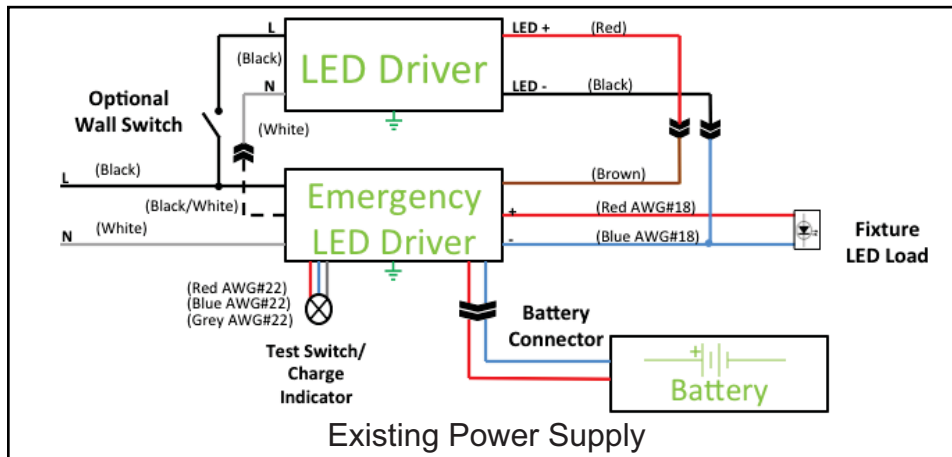 L
LED +
(Red)
(Black)
LED Driver
N
LED -
(Black)
Optional
Wall Switch
(White)
L
(Black)
(Brown)
(Black/White)
Emergency
LED Driver
+
(Red AWG#18)
N
(White)
-
(Blue AWG#18)
Fixture
LED Load
(Red AWG#22)
(Blue AWG#22)
(Grey AWG#22)
Test Switch/
Charge
Indicator
Battery
Connector
+
Battery
Existing Power Supply